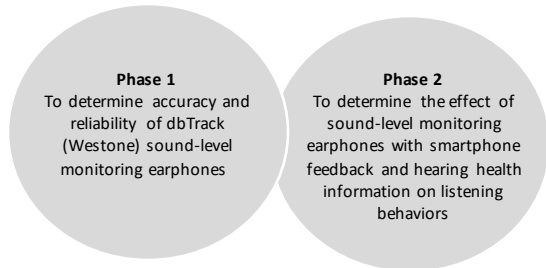 Phase 1
To determine accuracy and
reliability of dbTrack
(Westone) sound-level
monitoring earphones
Phase 2
To determine the effect of
sound-level monitoring
earphones with smartphone
feedback and hearing health
information on listening
behaviors